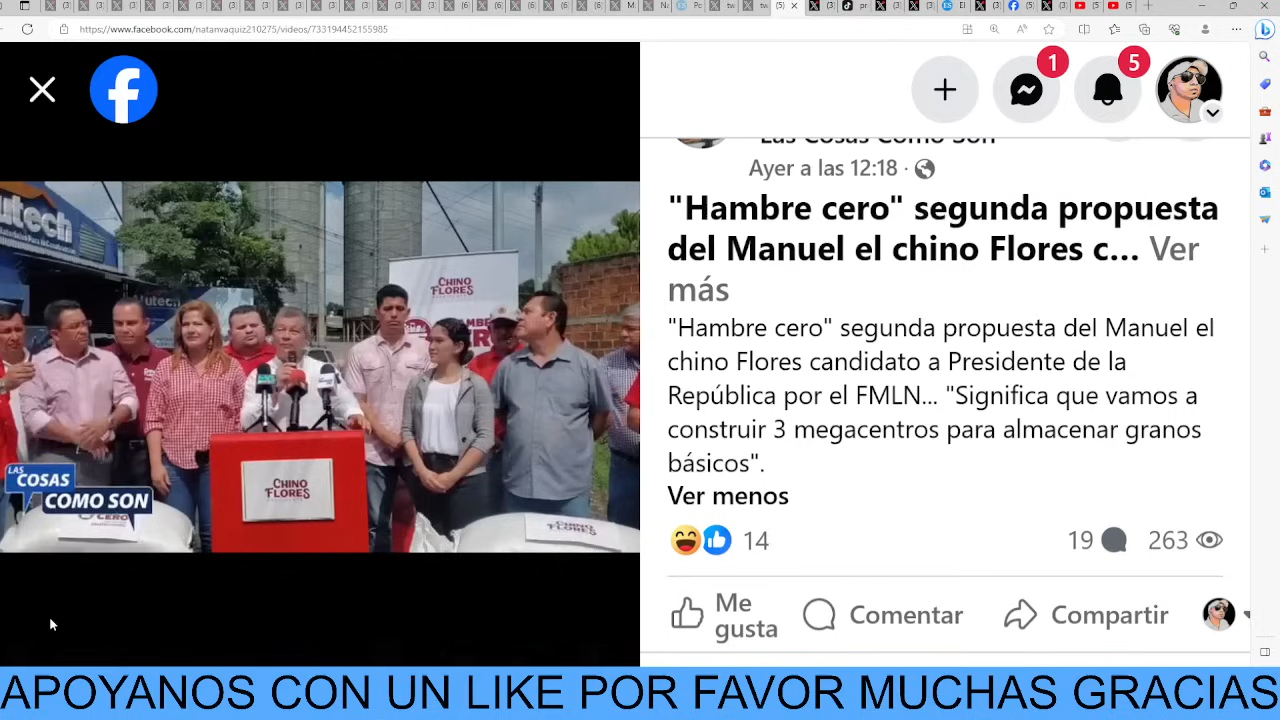 https://www.facebook.com/natanvaquiz210275/videos/733194452155985
1
5
Las Cosas Como Son
Ayer a las 12:18 ·
"Hambre cero" segunda propuesta
del Manuel el chino Flores c... Ver
más
"Hambre cero" segunda propuesta del Manuel el
chino Flores candidato a Presidente de la
República por el FMLN... "Significa que vamos a
construir 3 megacentros para almacenar granos
básicos".
Ver menos
14
19
263
Me
gusta
Comentar
Compartir
utech
CHINO
FLORES
CHINO
FLORES
LAS
COSAS
COMO SON
CERO
CHINO
FLORES
APOYANOS CON UN LIKE POR FAVOR MUCHAS GRACIAS